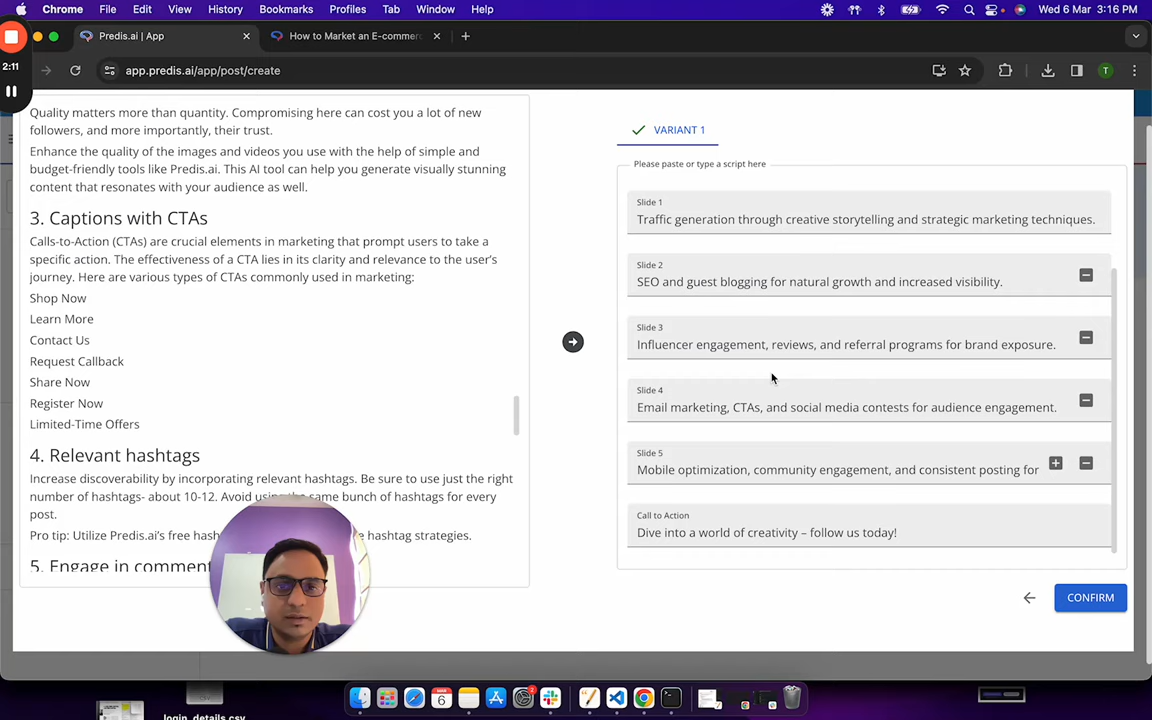 Chrome File Edit View History Bookmarks Profiles Tab Window Help Wed 6 Mar 3:16 PM
Predis.ai | App
How to Market an E-commerc
2:11
app.predis.ai/app/post/create
T
Quality matters more than quantity. Compromising here can cost you a lot of new
followers, and more importantly, their trust.
Enhance the quality of the images and videos you use with the help of simple and
budget-friendly tools like Predis.ai. This AI tool can help you generate visually stunning
content that resonates with your audience as well.
3. Captions with CTAs
Calls-to-Action (CTAs) are crucial elements in marketing that prompt users to take a
specific action. The effectiveness of a CTA lies in its clarity and relevance to the user's
journey. Here are various types of CTAs commonly used in marketing:
Shop Now
Learn More
Contact Us
Request Callback
Share Now
Register Now
Limited-Time Offers
4. Relevant hashtags
Increase discoverability by incorporating relevant hashtags. Be sure to use just the right
number of hashtags- about 10-12. Avoid using the same bunch of hashtags for every
post.
Pro tip: Utilize Predis.ai's free hash hashtag strategies.
5. Engage in comment
VARIANT 1
Please paste or type a script here
Slide 1
Traffic generation through creative storytelling and strategic marketing techniques.
Slide 2
SEO and guest blogging for natural growth and increased visibility.
Slide 3
Influencer engagement, reviews, and referral programs for brand exposure.
Slide 4
Email marketing, CTAs, and social media contests for audience engagement.
Slide 5
Mobile optimization, community engagement, and consistent posting for
Call to Action
Dive into a world of creativity – follow us today!
CONFIRM
CSV
login_details.csv